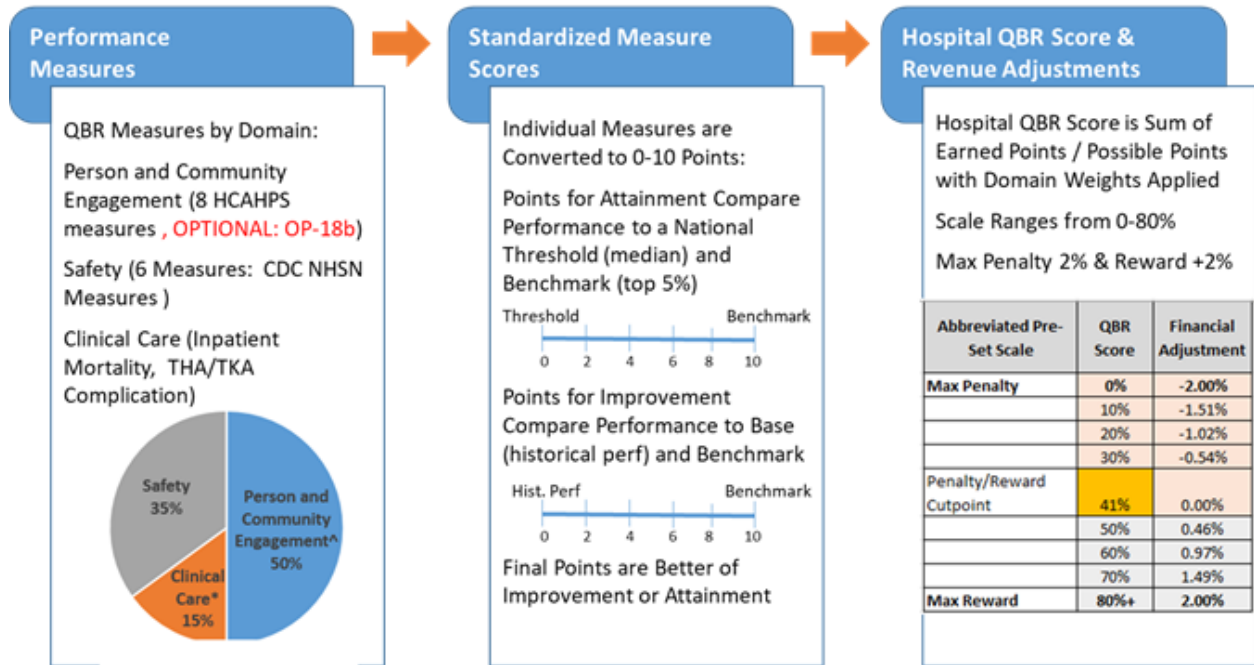 Performance
Measures
QBR Measures by Domain:
Person and Community
Engagement (8 HCAHPS
measures , OPTIONAL: OP-18b)
Safety (6 Measures: CDC NHSN
Measures )
Clinical Care (Inpatient
Mortality, THA/TKA
Complication)
Safety
35%
Person and
Community
Engagement^
50%
Clinical
Care*
15%
Standardized Measure
Scores
Individual Measures are
Converted to 0-10 Points:
Points for Attainment Compare
Performance to a National
Threshold (median) and
Benchmark (top 5%)
Threshold Benchmark
0 2 4 6 8 10
Points for Improvement
Compare Performance to Base
(historical perf) and Benchmark
Hist. Perf Benchmark
0 2 4 6 8 10
Final Points are Better of
Improvement or Attainment
Hospital QBR Score &
Revenue Adjustments
Hospital QBR Score is Sum of
Earned Points / Possible Points
with Domain Weights Applied
Scale Ranges from 0-80%
Max Penalty 2% & Reward +2%
Abbreviated Pre-
Set Scale
QBR
Score
Financial
Adjustment
Max Penalty 0% -2.00%
10% -1.51%
20% -1.02%
30% -0.54%
Penalty/Reward
Cutpoint 41% 0.00%
50% 0.46%
60% 0.97%
70% 1.49%
Max Reward 80%+ 2.00%